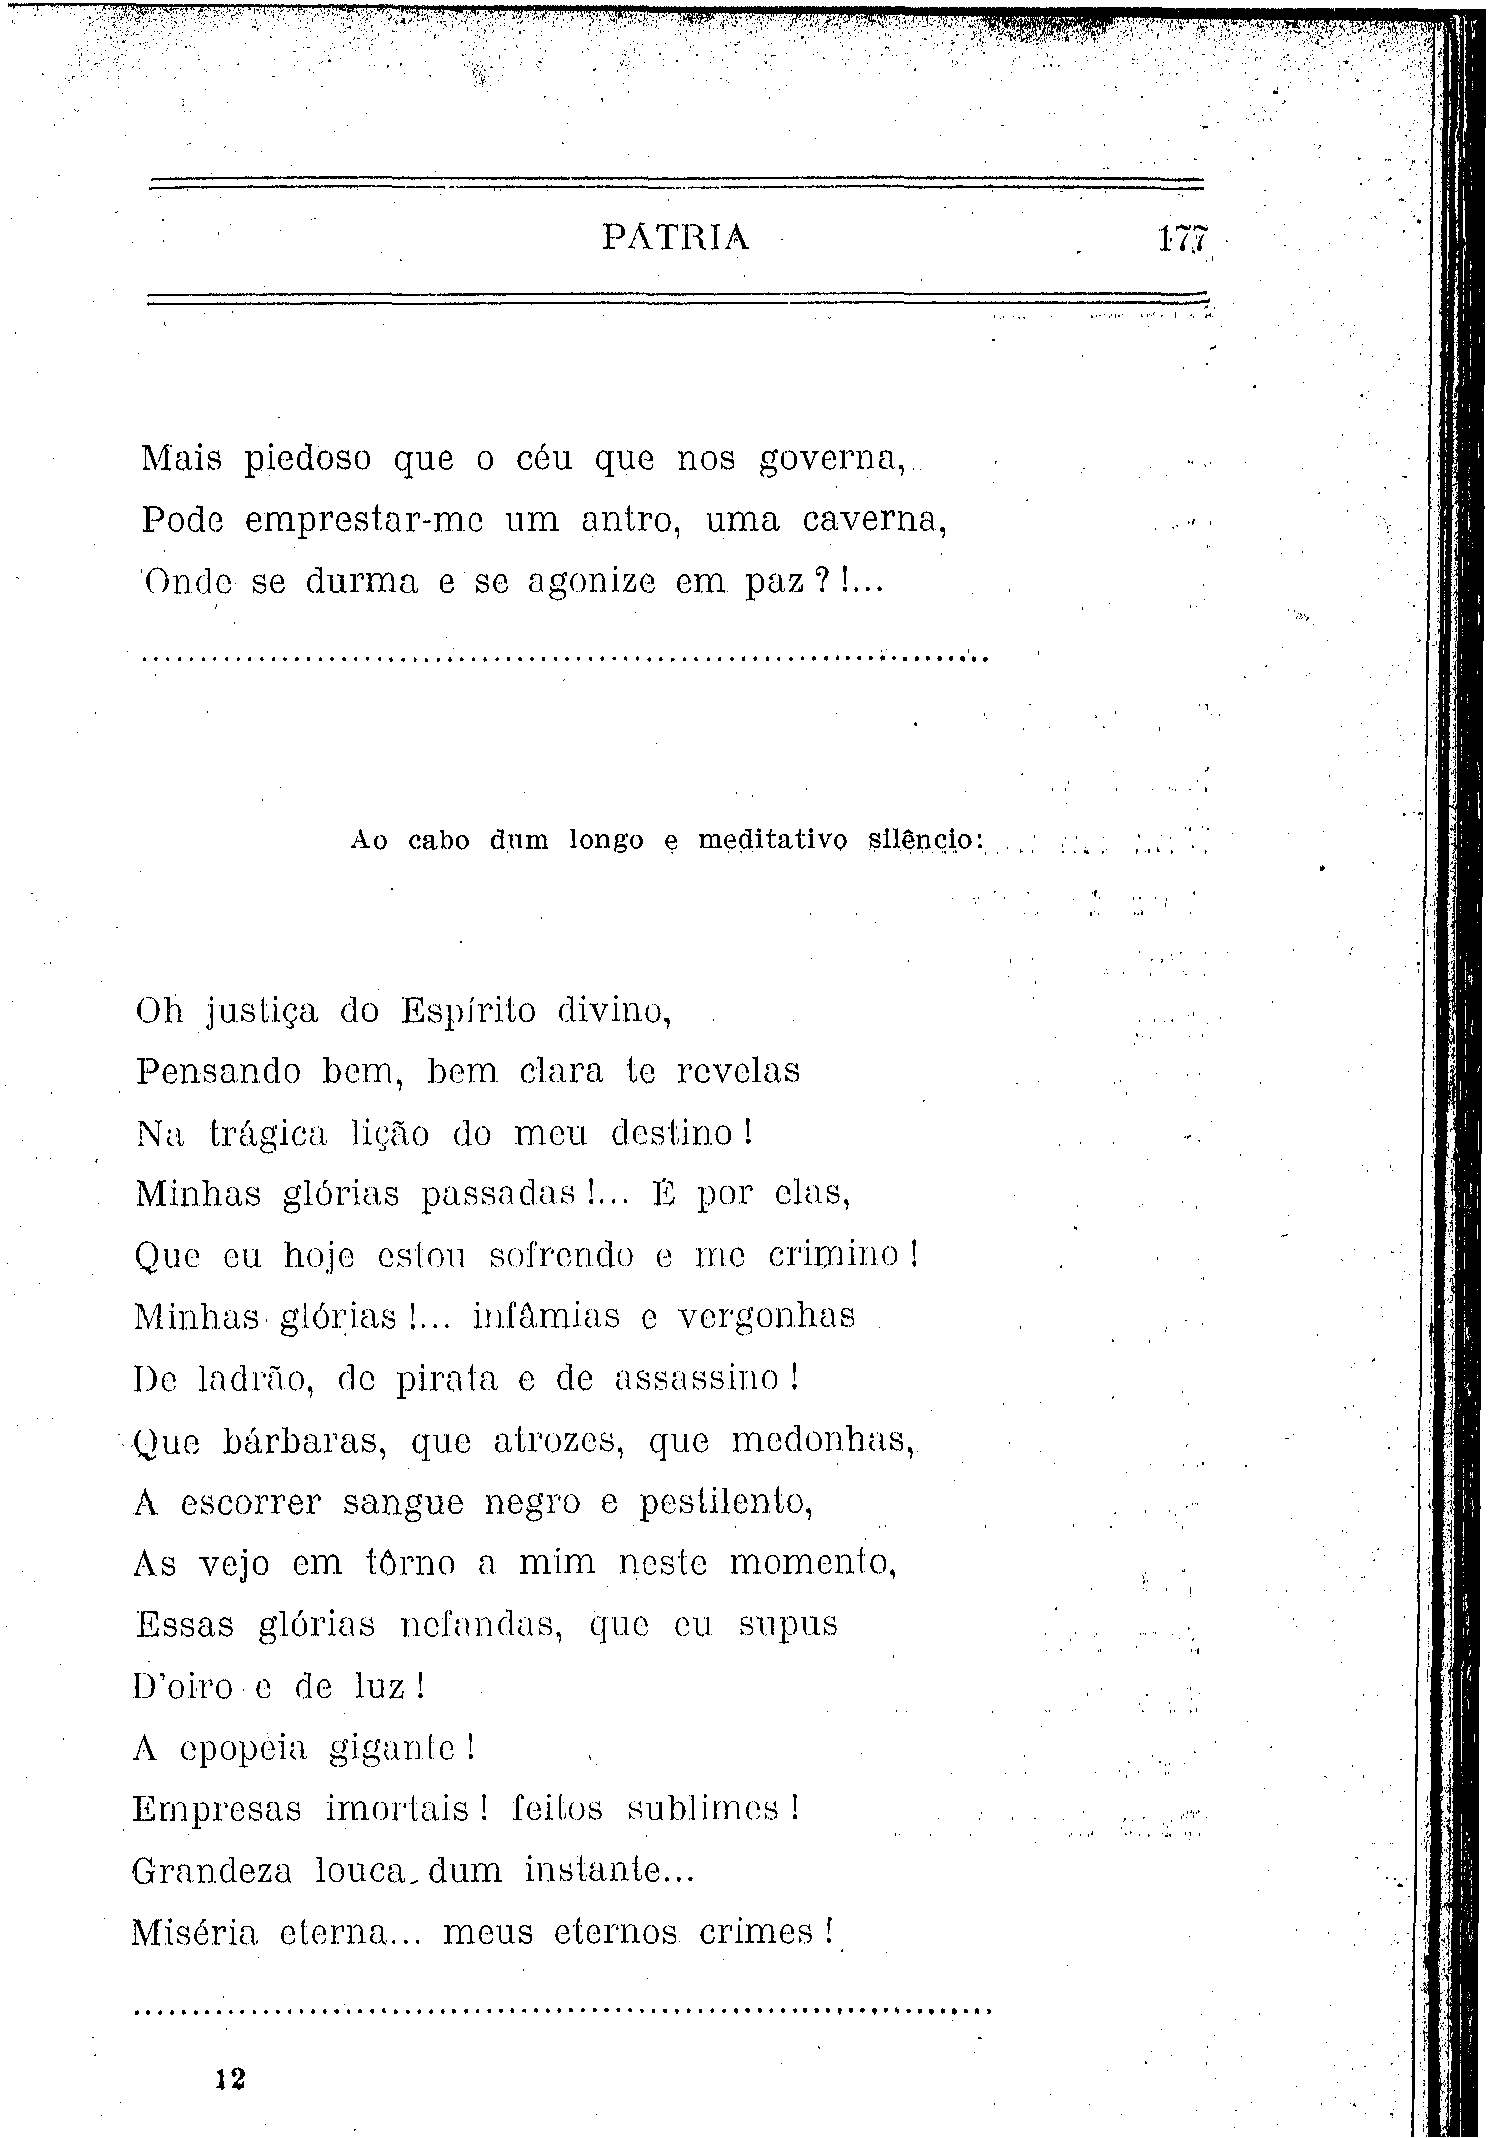 PÁTRIA 177
Mais piedoso que o céu que nos governa,
Pode emprestar-me um antro, uma caverna,
Onde se durma e se agonize em paz?!...
......................................................................
Ao cabo dum longo e meditativo silêncio:
Oh justiça do Espírito divino,
Pensando bem, bem clara te revelas
Na trágica lição do meu destino!
Minhas glórias passadas!... É por elas,
Que eu hoje estou sofrendo e me crimino!
Minhas glórias!... infâmias e vergonhas
De ladrão, de pirata e de assassino!
Que bárbaras, que atrozes, que medonhas,
A escorrer sangue negro e pestilento,
As vejo em tôrno a mim neste momento,
Essas glórias nefandas, que eu supus
D'oiro e de luz!
A epopeia gigante!
Empresas imortais! feitos sublimes!
Grandeza louca dum instante...
Miséria eterna... meus eternos crimes!
......................................................................
12